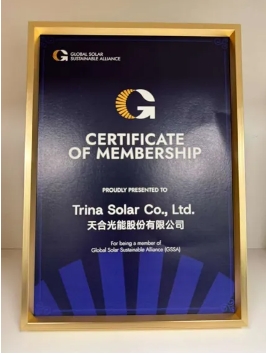 GLOBAL SOLAR
SUSTAINABLE ALLIANCE
G
CERTIFICATE
OF MEMBERSHIP
PROUDLY PRESENTED TO
Trina Solar Co., Ltd.
天合光能股份有限公司
For being a member of
Global Solar Sustainable Alliance (GSSA)